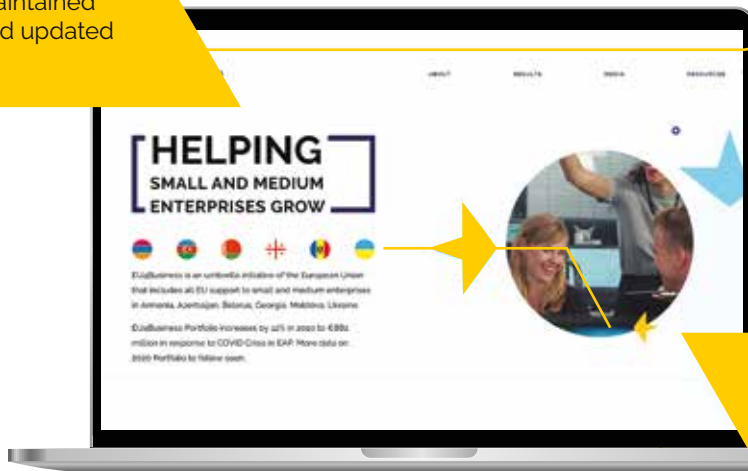 aintained
d updated
ABOUT
RESULTS
MEDIA
RESOURCES
HELPING
SMALL AND MEDIUM
ENTERPRISES GROW
EU4Business is an umbrella initiative of the European Union
that includes all EU support to small and medium enterprises
in Armenia, Azerbaijan, Belarus, Georgia, Moldova, Ukraine
EU4Business Portfolio increases by 12% in 2020 to
million in response to COVID Crisis in EAP. More data on
2020 Portfolio to follow soon.